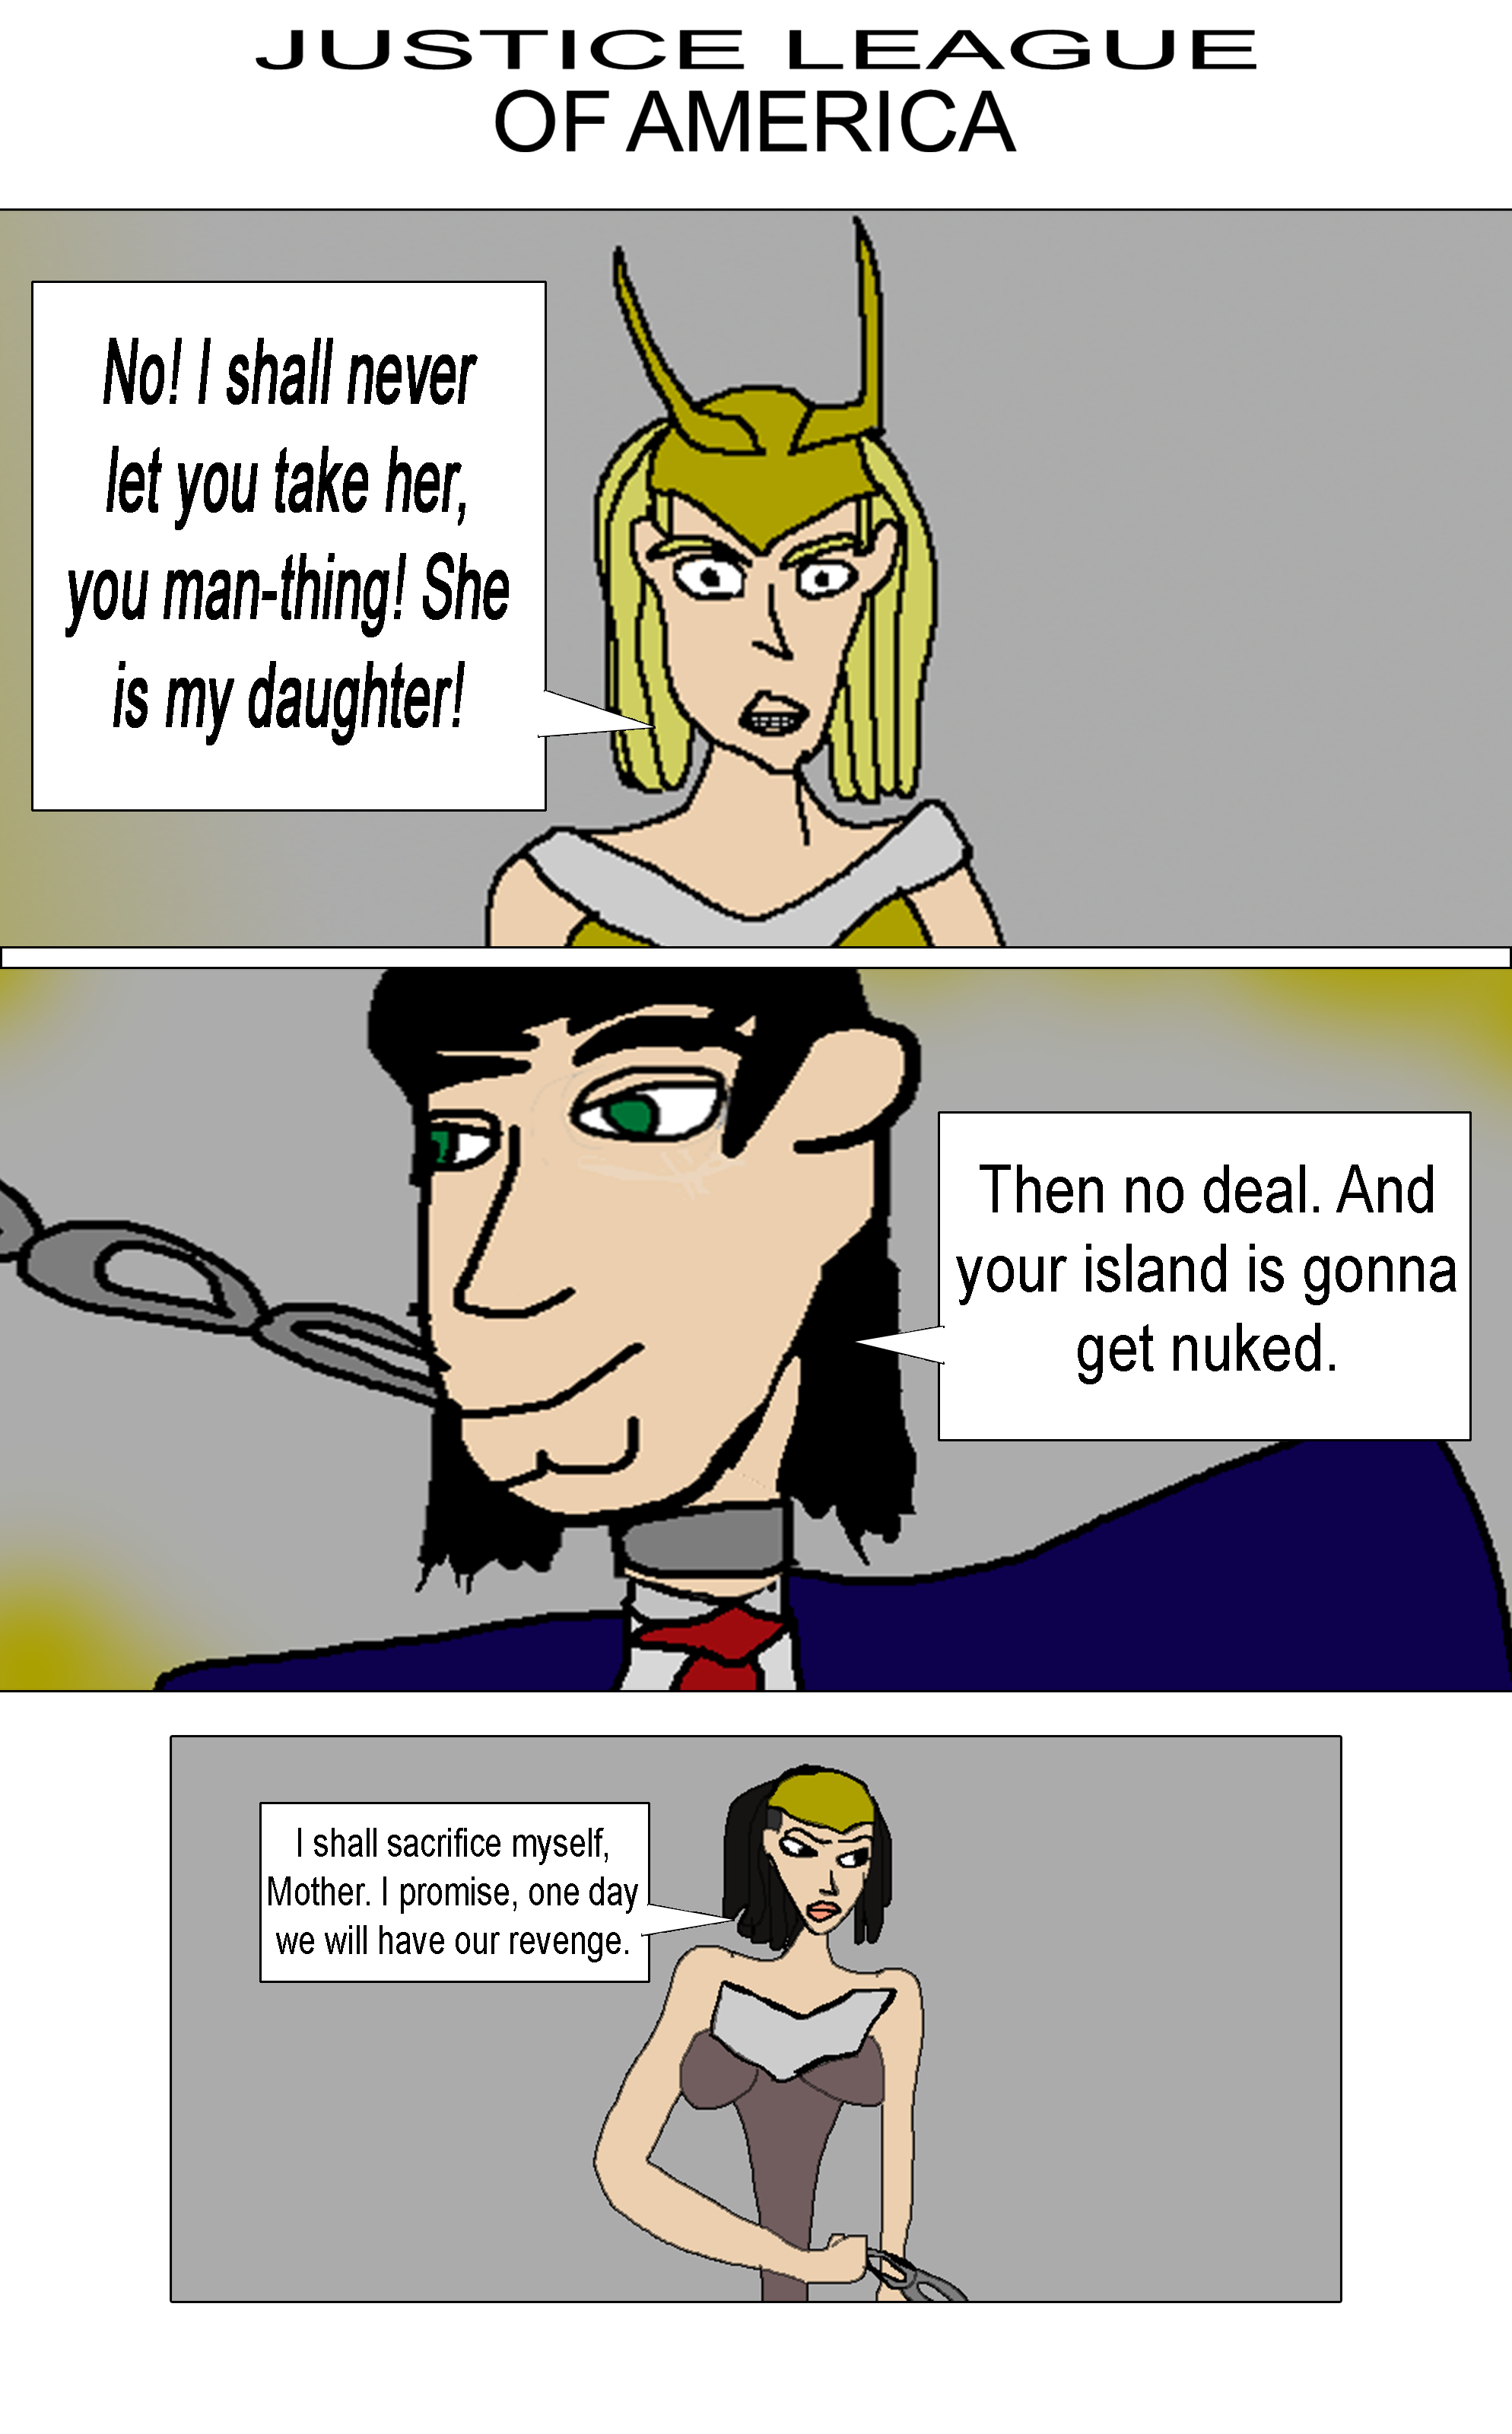 JUSTICE LEAGUE
OF AMERICA
No! I shall never
let you take her,
you man-thing! She
is my daughter!
Then no deal. And
your island is gonna
get nuked.
I shall sacrifice myself,
Mother. I promise, one day
we will have our revenge.